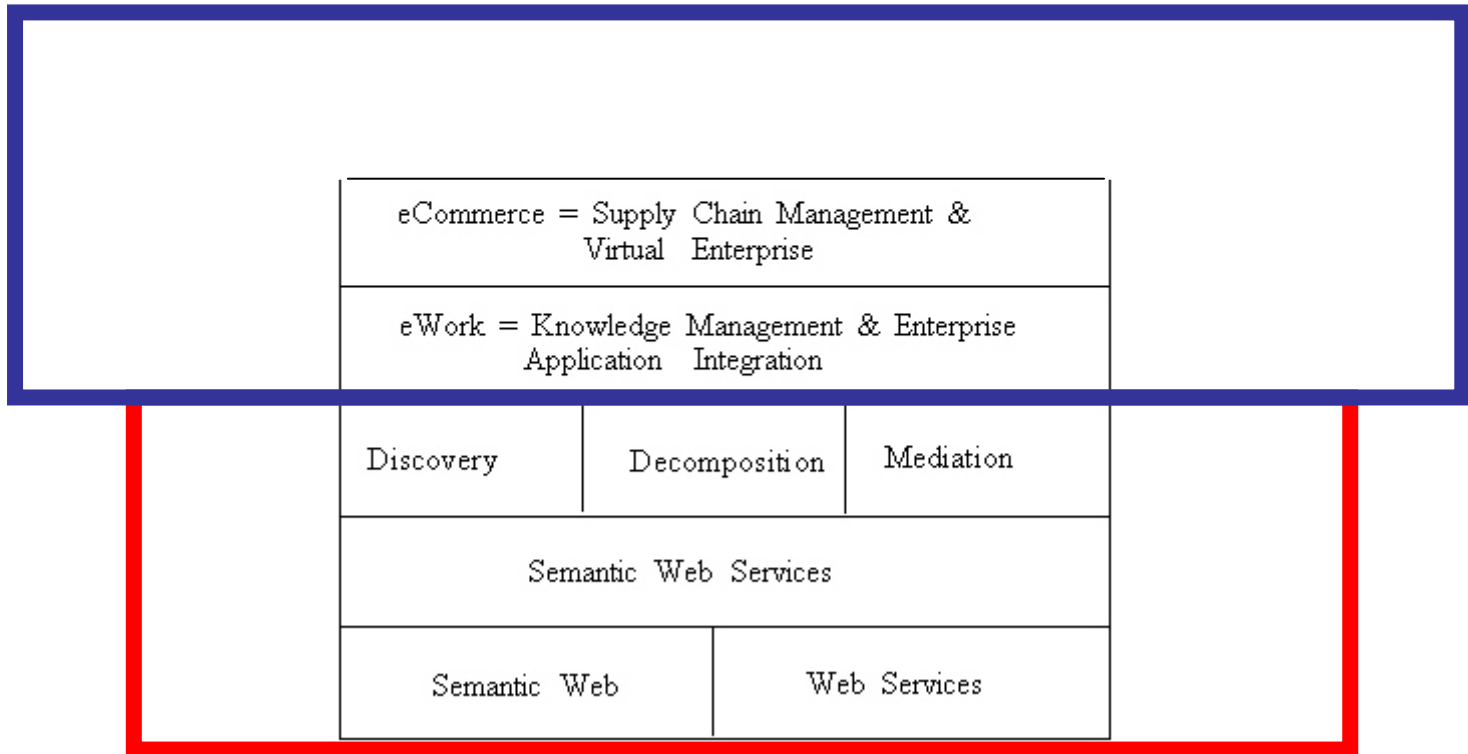 eCommerce = Supply Chain Management &
Virtual Enterprise
eWork = Knowledge Management & Enterprise
Application Integration
Discovery
Decomposition
Mediation
Semantic Web Services
Semantic Web
Web Services